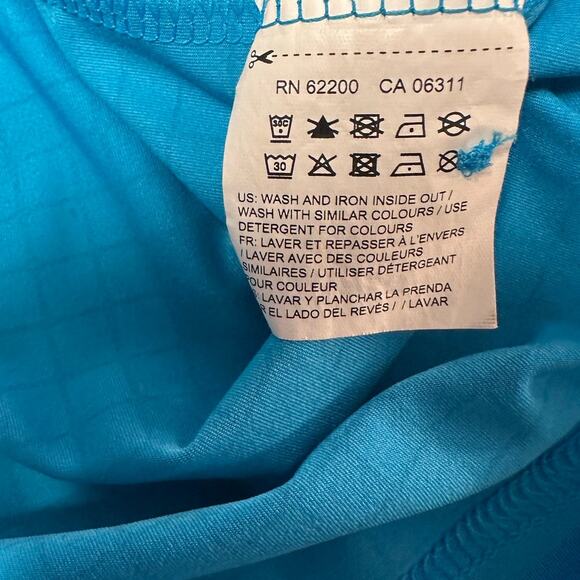 RN 62200 CA 06311
30
US: WASH AND IRON INSIDE OUT /
WASH WITH SIMILAR COLOURS / USE
DETERGENT FOR COLOURS
FR: LAVER ET REPASSER À L'ENVERS
/ LAVER AVEC DES COULEURS
SIMILAIRES / UTILISER DÉTERGEANT
POUR COULEUR
LAVAR Y PLANCHAR LA PRENDA
EL LADO DEL REVÉS / / LAVAR